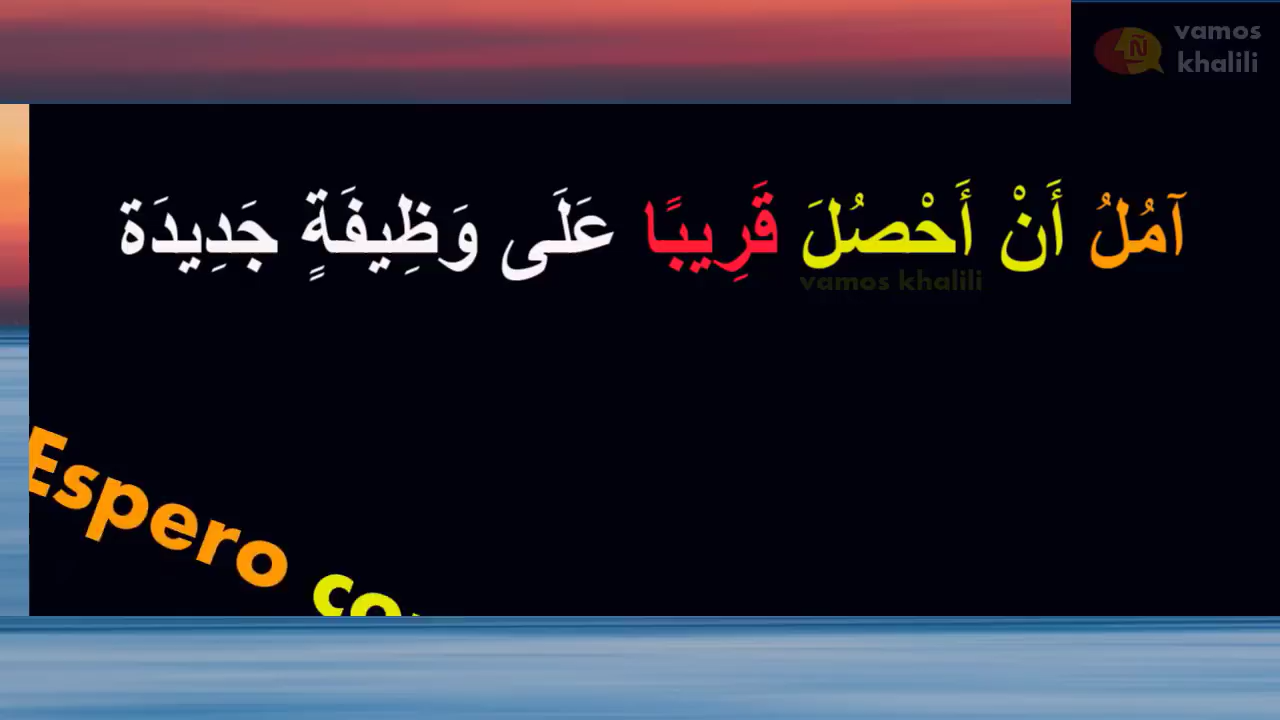 vamos
khalili
آمُلُ أَنْ أَحْصُلَ قَرِيبًا عَلَى وَظِيفَةٍ جَدِيدَة
vamos khalili
Espero